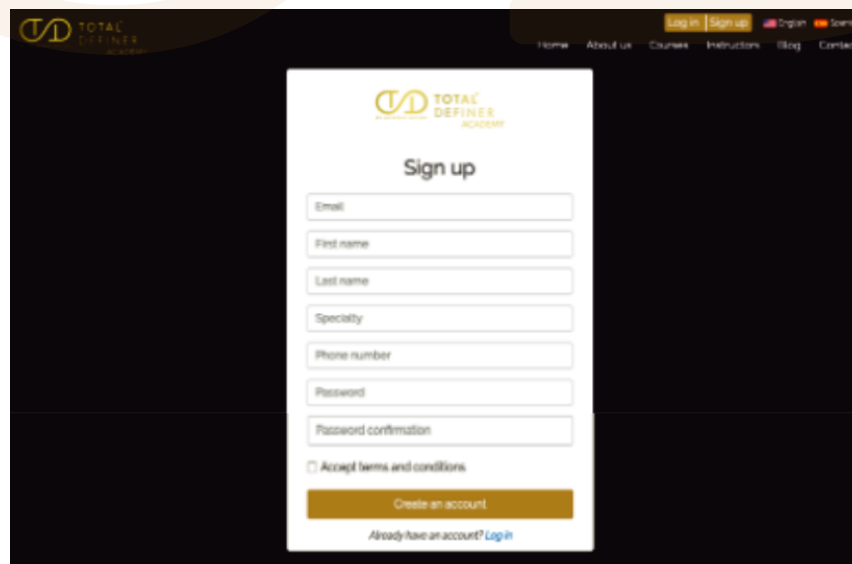 TOTAL
DEFINER
ACADEMY
Log in Sign up English
Home About us Courses Instructors Blog
TOTAL
DEFINER
ACADEMY
Sign up
Email
First name
Last name
Specialty
Phone number
Password
Password confirmation
Accept terms and conditions
Create an account
Already have an account? Log in